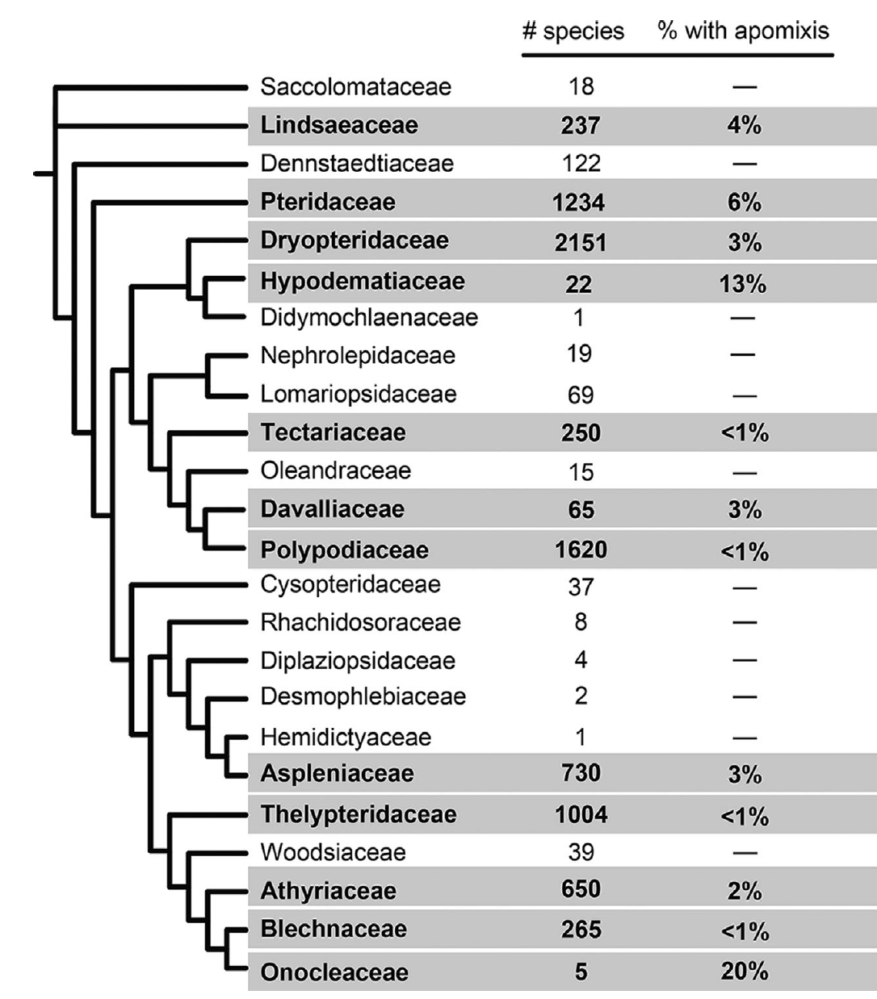 # species % with apomixis
Saccolomataceae 18 —
Lindsaeaceae 237 4%
Dennstaedtiaceae 122 —
Pteridaceae 1234 6%
Dryopteridaceae 2151 3%
Hypodematiaceae 22 13%
Didymochlaenaceae 1 —
Nephrolepidaceae 19 —
Lomariopsidaceae 69 —
Tectariaceae 250 <1%
Oleandraceae 15 —
Davalliaceae 65 3%
Polypodiaceae 1620 <1%
Cysopteridaceae 37 —
Rhachidosoraceae 8 —
Diplaziopsidaceae 4 —
Desmophlebiaceae 2 —
Hemidictyaceae 1 —
Aspleniaceae 730 3%
Thelypteridaceae 1004 <1%
Woodsiaceae 39 —
Athyriaceae 650 2%
Blechnaceae 265 <1%
Onocleaceae 5 20%